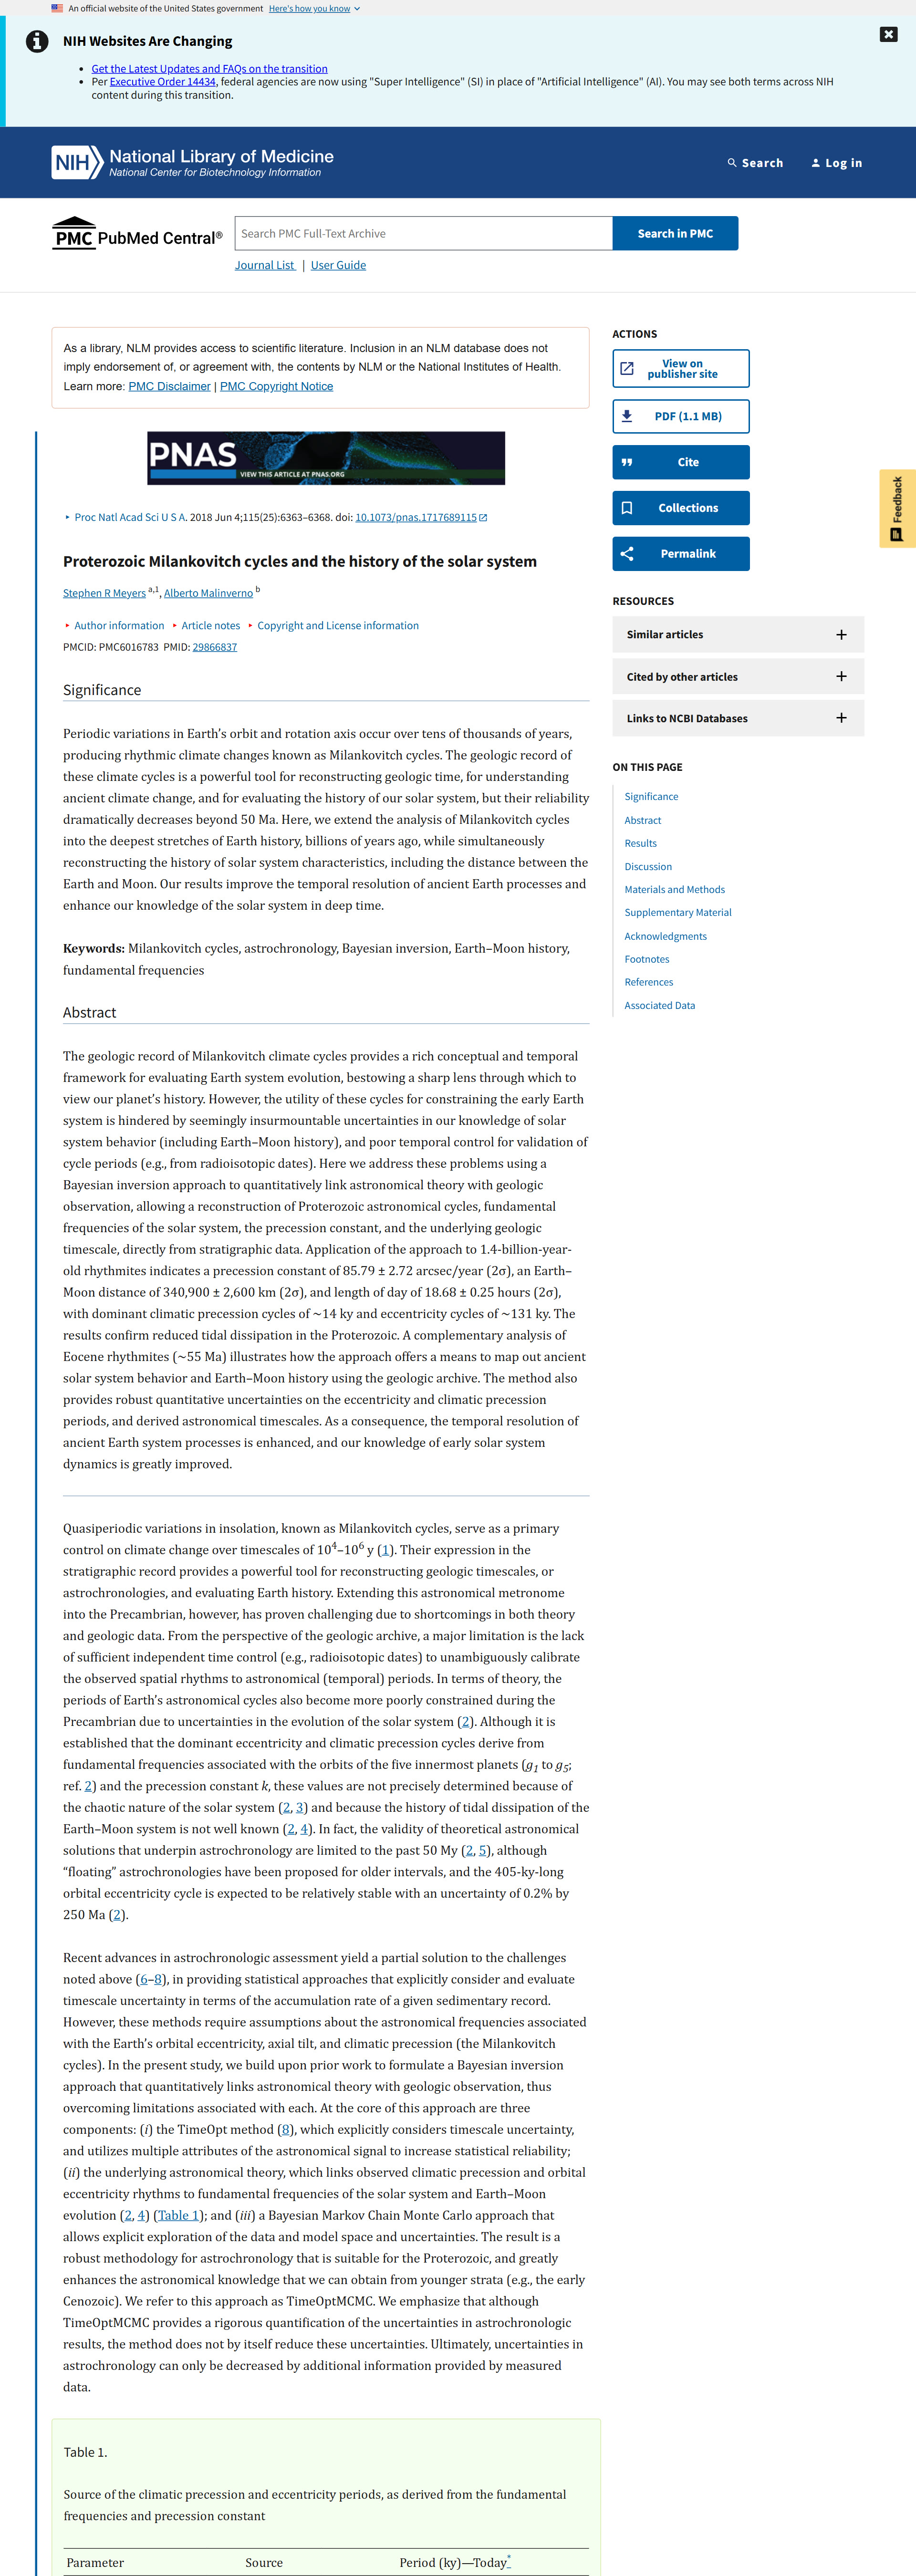 An official website of the United States government Here's how you know
NIH Websites Are Changing
Get the Latest Updates and FAQs on the transition
Per Executive Order 14434, federal agencies are now using "Super Intelligence" (SI) in place of "Artificial Intelligence" (AI). You may see both terms across NIH
content during this transition.
NIH National Library of Medicine
National Center for Biotechnology Information
Search
Log in
PMC PubMed Central®
Search PMC Full-Text Archive
Search in PMC
Journal List | User Guide
As a library, NLM provides access to scientific literature. Inclusion in an NLM database does not
imply endorsement of, or agreement with, the contents by NLM or the National Institutes of Health.
Learn more: PMC Disclaimer | PMC Copyright Notice
PNAS
VIEW THIS ARTICLE AT PNAS.ORG
Proc Natl Acad Sci U S A. 2018 Jun 4;115(25):6363–6368. doi: 10.1073/pnas.1717689115
Proterozoic Milankovitch cycles and the history of the solar system
Stephen R Meyers a,1, Alberto Malinverno b
Author information Article notes Copyright and License information
PMCID: PMC6016783 PMID: 29866837
Significance
Periodic variations in Earth’s orbit and rotation axis occur over tens of thousands of years,
producing rhythmic climate changes known as Milankovitch cycles. The geologic record of
these climate cycles is a powerful tool for reconstructing geologic time, for understanding
ancient climate change, and for evaluating the history of our solar system, but their reliability
dramatically decreases beyond 50 Ma. Here, we extend the analysis of Milankovitch cycles
into the deepest stretches of Earth history, billions of years ago, while simultaneously
reconstructing the history of solar system characteristics, including the distance between the
Earth and Moon. Our results improve the temporal resolution of ancient Earth processes and
enhance our knowledge of the solar system in deep time.
Keywords: Milankovitch cycles, astrochronology, Bayesian inversion, Earth–Moon history,
fundamental frequencies
Abstract
The geologic record of Milankovitch climate cycles provides a rich conceptual and temporal
framework for evaluating Earth system evolution, bestowing a sharp lens through which to
view our planet’s history. However, the utility of these cycles for constraining the early Earth
system is hindered by seemingly insurmountable uncertainties in our knowledge of solar
system behavior (including Earth–Moon history), and poor temporal control for validation of
cycle periods (e.g., from radioisotopic dates). Here we address these problems using a
Bayesian inversion approach to quantitatively link astronomical theory with geologic
observation, allowing a reconstruction of Proterozoic astronomical cycles, fundamental
frequencies of the solar system, the precession constant, and the underlying geologic
timescale, directly from stratigraphic data. Application of the approach to 1.4-billion-year-
old rhythmites indicates a precession constant of 85.79 ± 2.72 arcsec/year (2σ), an Earth–
Moon distance of 340,900 ± 2,600 km (2σ), and length of day of 18.68 ± 0.25 hours (2σ),
with dominant climatic precession cycles of ~14 ky and eccentricity cycles of ~131 ky. The
results confirm reduced tidal dissipation in the Proterozoic. A complementary analysis of
Eocene rhythmites (~55 Ma) illustrates how the approach offers a means to map out ancient
solar system behavior and Earth–Moon history using the geologic archive. The method also
provides robust quantitative uncertainties on the eccentricity and climatic precession
periods, and derived astronomical timescales. As a consequence, the temporal resolution of
ancient Earth system processes is enhanced, and our knowledge of early solar system
dynamics is greatly improved.
Quasiperiodic variations in insolation, known as Milankovitch cycles, serve as a primary
control on climate change over timescales of 10⁴–10⁶ y (1). Their expression in the
stratigraphic record provides a powerful tool for reconstructing geologic timescales, or
astrochronologies, and evaluating Earth history. Extending this astronomical metronome
into the Precambrian, however, has proven challenging due to shortcomings in both theory
and geologic data. From the perspective of the geologic archive, a major limitation is the lack
of sufficient independent time control (e.g., radioisotopic dates) to unambiguously calibrate
the observed spatial rhythms to astronomical (temporal) periods. In terms of theory, the
periods of Earth’s astronomical cycles also become more poorly constrained during the
Precambrian due to uncertainties in the evolution of the solar system (2). Although it is
established that the dominant eccentricity and climatic precession cycles derive from
fundamental frequencies associated with the orbits of the five innermost planets (g₁ to g₅;
ref. 2) and the precession constant k, these values are not precisely determined because of
the chaotic nature of the solar system (2, 3) and because the history of tidal dissipation of the
Earth–Moon system is not well known (2, 4). In fact, the validity of theoretical astronomical
solutions that underpin astrochronology are limited to the past 50 My (2, 5), although
“floating” astrochronologies have been proposed for older intervals, and the 405-ky-long
orbital eccentricity cycle is expected to be relatively stable with an uncertainty of 0.2% by
250 Ma (2).
Recent advances in astrochronologic assessment yield a partial solution to the challenges
noted above (6–8), in providing statistical approaches that explicitly consider and evaluate
timescale uncertainty in terms of the accumulation rate of a given sedimentary record.
However, these methods require assumptions about the astronomical frequencies associated
with the Earth’s orbital eccentricity, axial tilt, and climatic precession (the Milankovitch
cycles). In the present study, we build upon prior work to formulate a Bayesian inversion
approach that quantitatively links astronomical theory with geologic observation, thus
overcoming limitations associated with each. At the core of this approach are three
components: (i) the TimeOpt method (8), which explicitly considers timescale uncertainty,
and utilizes multiple attributes of the astronomical signal to increase statistical reliability;
(ii) the underlying astronomical theory, which links observed climatic precession and orbital
eccentricity rhythms to fundamental frequencies of the solar system and Earth–Moon
evolution (2, 4) (Table 1); and (iii) a Bayesian Markov Chain Monte Carlo approach that
allows explicit exploration of the data and model space and uncertainties. The result is a
robust methodology for astrochronology that is suitable for the Proterozoic, and greatly
enhances the astronomical knowledge that we can obtain from younger strata (e.g., the early
Cenozoic). We refer to this approach as TimeOptMCMC. We emphasize that although
TimeOptMCMC provides a rigorous quantification of the uncertainties in astrochronologic
results, the method does not by itself reduce these uncertainties. Ultimately, uncertainties in
astrochronology can only be decreased by additional information provided by measured
data.
Table 1.
Source of the climatic precession and eccentricity periods, as derived from the fundamental
frequencies and precession constant
Parameter Source Period (ky)—Today*
ACTIONS
View on
publisher site
PDF (1.1 MB)
Cite
Collections
Permalink
RESOURCES
Similar articles
Cited by other articles
Links to NCBI Databases
ON THIS PAGE
Significance
Abstract
Results
Discussion
Materials and Methods
Supplementary Material
Acknowledgments
Footnotes
References
Associated Data
Feedback